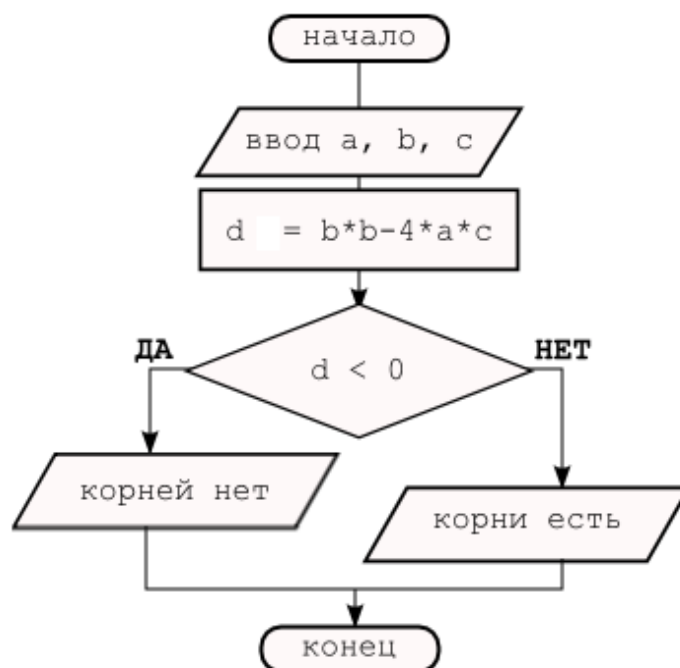 начало
ввод a, b, c
d = b*b-4*a*c
ДА
НЕТ
d < 0
корней нет
корни есть
конец